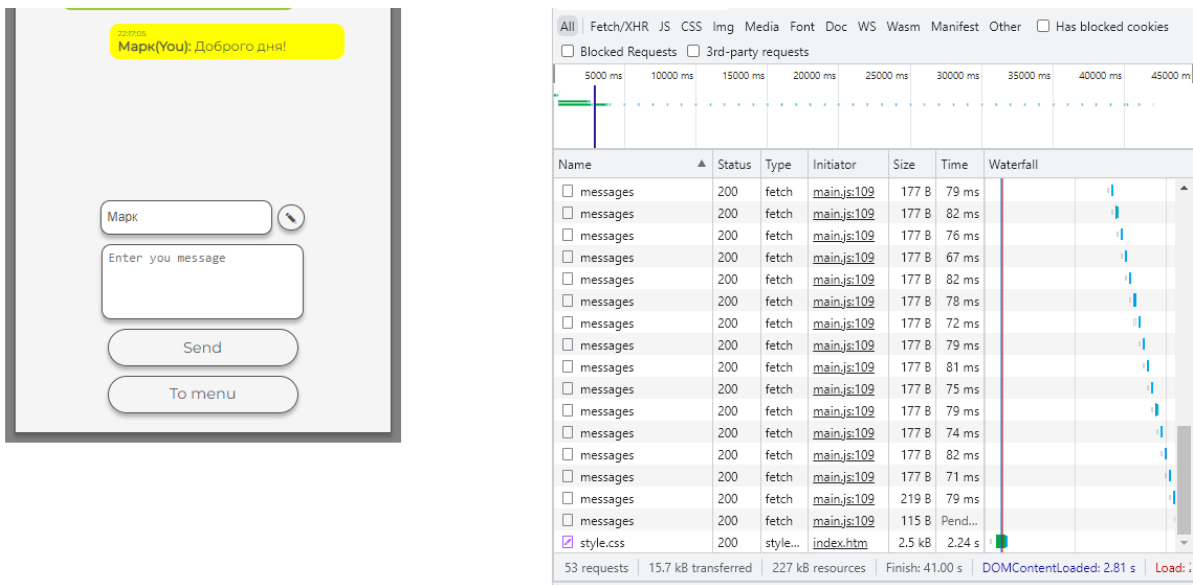 22:17:05
Марк(You): Доброго дня!
Марк
Enter you message
Send
To menu
All Fetch/XHR JS CSS Img Media Font Doc WS Wasm Manifest Other Has blocked cookies
Blocked Requests 3rd-party requests
5000 ms 10000 ms 15000 ms 20000 ms 25000 ms 30000 ms 35000 ms 40000 ms 45000 m
Name Status Type Initiator Size Time Waterfall
messages 200 fetch main.js:109 177 B 79 ms
messages 200 fetch main.js:109 177 B 82 ms
messages 200 fetch main.js:109 177 B 76 ms
messages 200 fetch main.js:109 177 B 67 ms
messages 200 fetch main.js:109 177 B 82 ms
messages 200 fetch main.js:109 177 B 78 ms
messages 200 fetch main.js:109 177 B 72 ms
messages 200 fetch main.js:109 177 B 79 ms
messages 200 fetch main.js:109 177 B 81 ms
messages 200 fetch main.js:109 177 B 75 ms
messages 200 fetch main.js:109 177 B 79 ms
messages 200 fetch main.js:109 177 B 74 ms
messages 200 fetch main.js:109 177 B 82 ms
messages 200 fetch main.js:109 177 B 71 ms
messages 200 fetch main.js:109 219 B 79 ms
messages 200 fetch main.js:109 115 B Pend...
style.css 200 style... index.htm 2.5 kB 2.24 s
53 requests 15.7 kB transferred 227 kB resources Finish: 41.00 s DOMContentLoaded: 2.81 s Load: